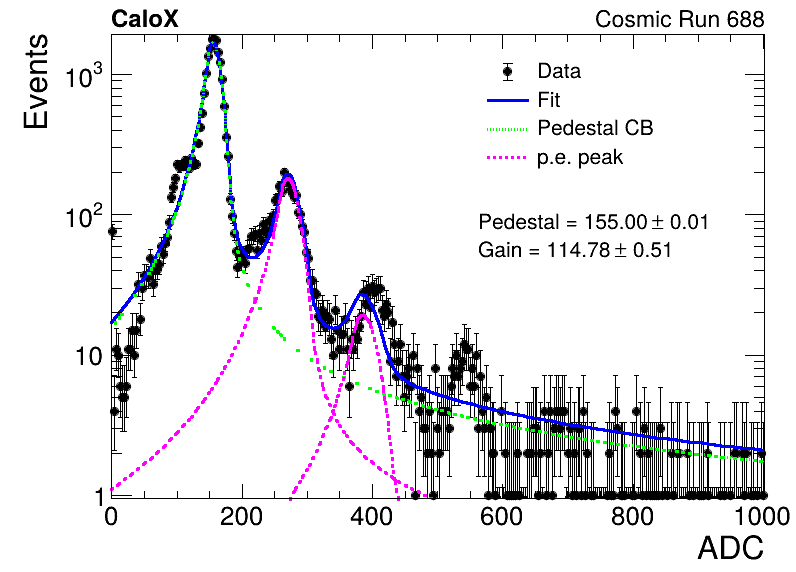 CaloX Cosmic Run 688
Events
10³
10²
10
1
Data
Fit
Pedestal CB
p.e. peak
Pedestal = 155.00 ± 0.01
Gain = 114.78 ± 0.51
0 200 400 600 800 1000
ADC